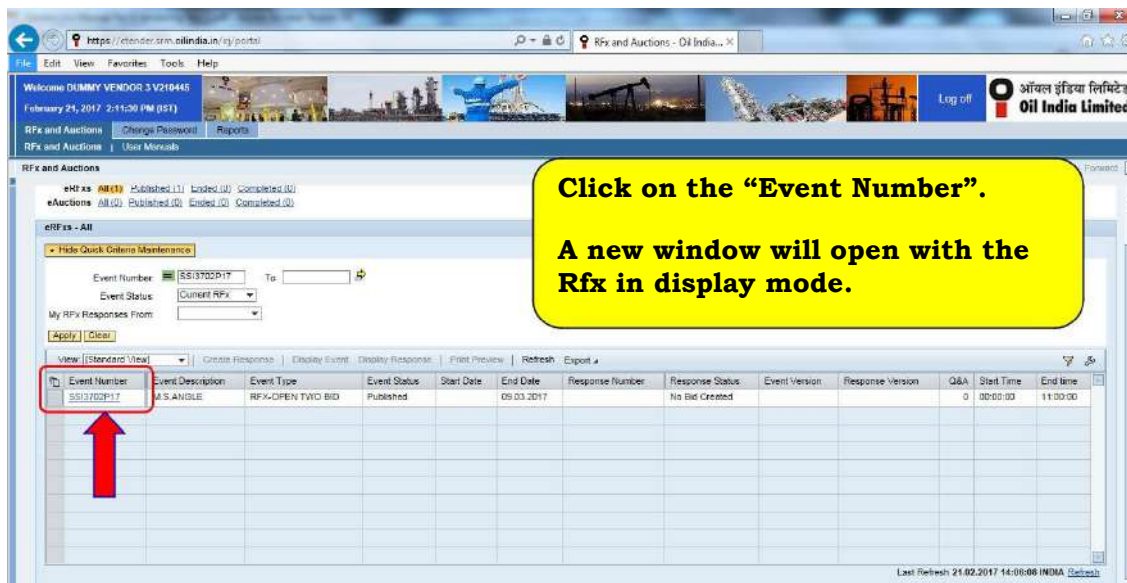 https://etender.srm.oilindia.in/irj/portal
RFx and Auctions - Oil India...
File Edit View Favorites Tools Help
Welcome DUMMY VENDOR 3 V210445
February 21, 2017 2:11:30 PM (IST)
Log off
ऑयल इंडिया लिमिटेड
Oil India Limited
RFx and Auctions Change Password Reports
RFx and Auctions | User Manuals
RFx and Auctions
Forward
eRFxs All (1) Published (1) Ended (0) Completed (0)
eAuctions All (0) Published (0) Ended (0) Completed (0)
eRFxs - All
Hide Quick Criteria Maintenance
Event Number: SSI3702P17 To
Event Status: Current RFx
My RFx Responses From:
Apply Clear
Click on the “Event Number”.
A new window will open with the
Rfx in display mode.
View: [Standard View] | Create Response | Display Event Display Response | Print Preview | Refresh Export
Event Number Event Description Event Type Event Status Start Date End Date Response Number Response Status Event Version Response Version Q&A Start Time End time
SSI3702P17 M.S.ANGLE RFX-OPEN TWO BID Published 09.03.2017 No Bid Created 0 00:00:00 11:00:00
Last Refresh 21.02.2017 14:06:06 INDIA Refresh